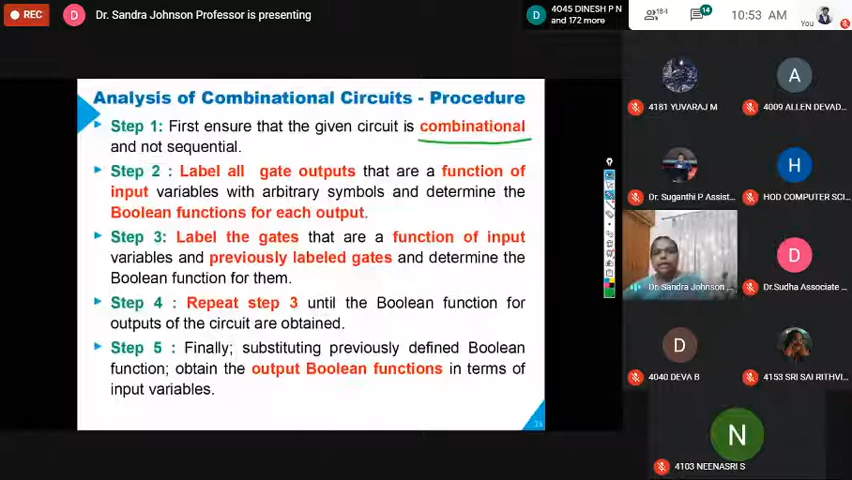 REC
D
Dr. Sandra Johnson Professor is presenting
D
4045 DINESH P N
and 172 more
184
14
10:53 AM
You
Analysis of Combinational Circuits - Procedure
Step 1: First ensure that the given circuit is combinational
and not sequential.
Step 2 : Label all gate outputs that are a function of
input variables with arbitrary symbols and determine the
Boolean functions for each output.
Step 3: Label the gates that are a function of input
variables and previously labeled gates and determine the
Boolean function for them.
Step 4 : Repeat step 3 until the Boolean function for
outputs of the circuit are obtained.
Step 5 : Finally; substituting previously defined Boolean
function; obtain the output Boolean functions in terms of
input variables.
24
4181 YUVARAJ M
A
4009 ALLEN DEVAD...
Dr. Suganthi P Assist...
H
HOD COMPUTER SCI...
Dr. Sandra Johnson ...
D
Dr.Sudha Associate ...
D
4040 DEVA B
4153 SRI SAI RITHVI...
N
4103 NEENASRI S